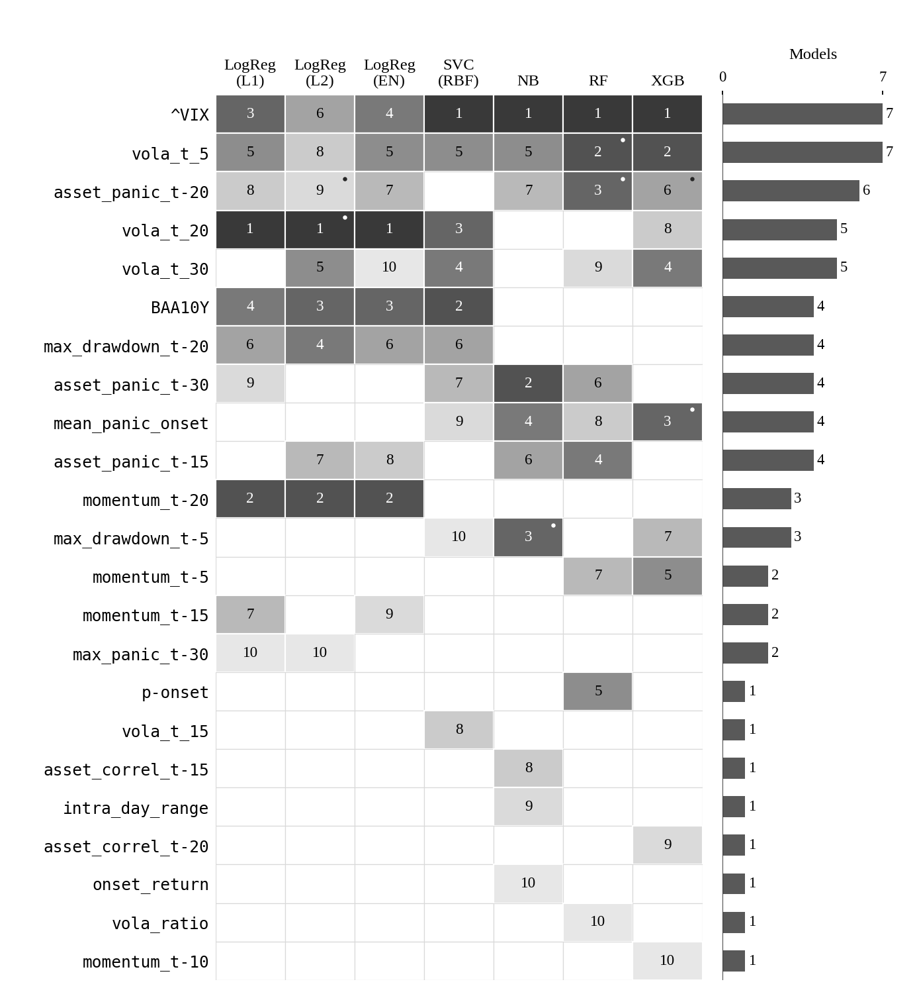 Models
LogReg LogReg LogReg SVC
(L1) (L2) (EN) (RBF) NB RF XGB 0 7
^VIX 3 6 4 1 1 1 1 7
vola_t_5 5 8 5 5 5 2 2 7
asset_panic_t-20 8 9 7 7 3 6 6
vola_t_20 1 1 1 3 8 5
vola_t_30 5 10 4 9 4 5
BAA10Y 4 3 3 2 4
max_drawdown_t-20 6 4 6 6 4
asset_panic_t-30 9 7 2 6 4
mean_panic_onset 9 4 8 3 4
asset_panic_t-15 7 8 6 4 4
momentum_t-20 2 2 2 3
max_drawdown_t-5 10 3 7 3
momentum_t-5 7 5 2
momentum_t-15 7 9 2
max_panic_t-30 10 10 2
p-onset 5 1
vola_t_15 8 1
asset_correl_t-15 8 1
intra_day_range 9 1
asset_correl_t-20 9 1
onset_return 10 1
vola_ratio 10 1
momentum_t-10 10 1